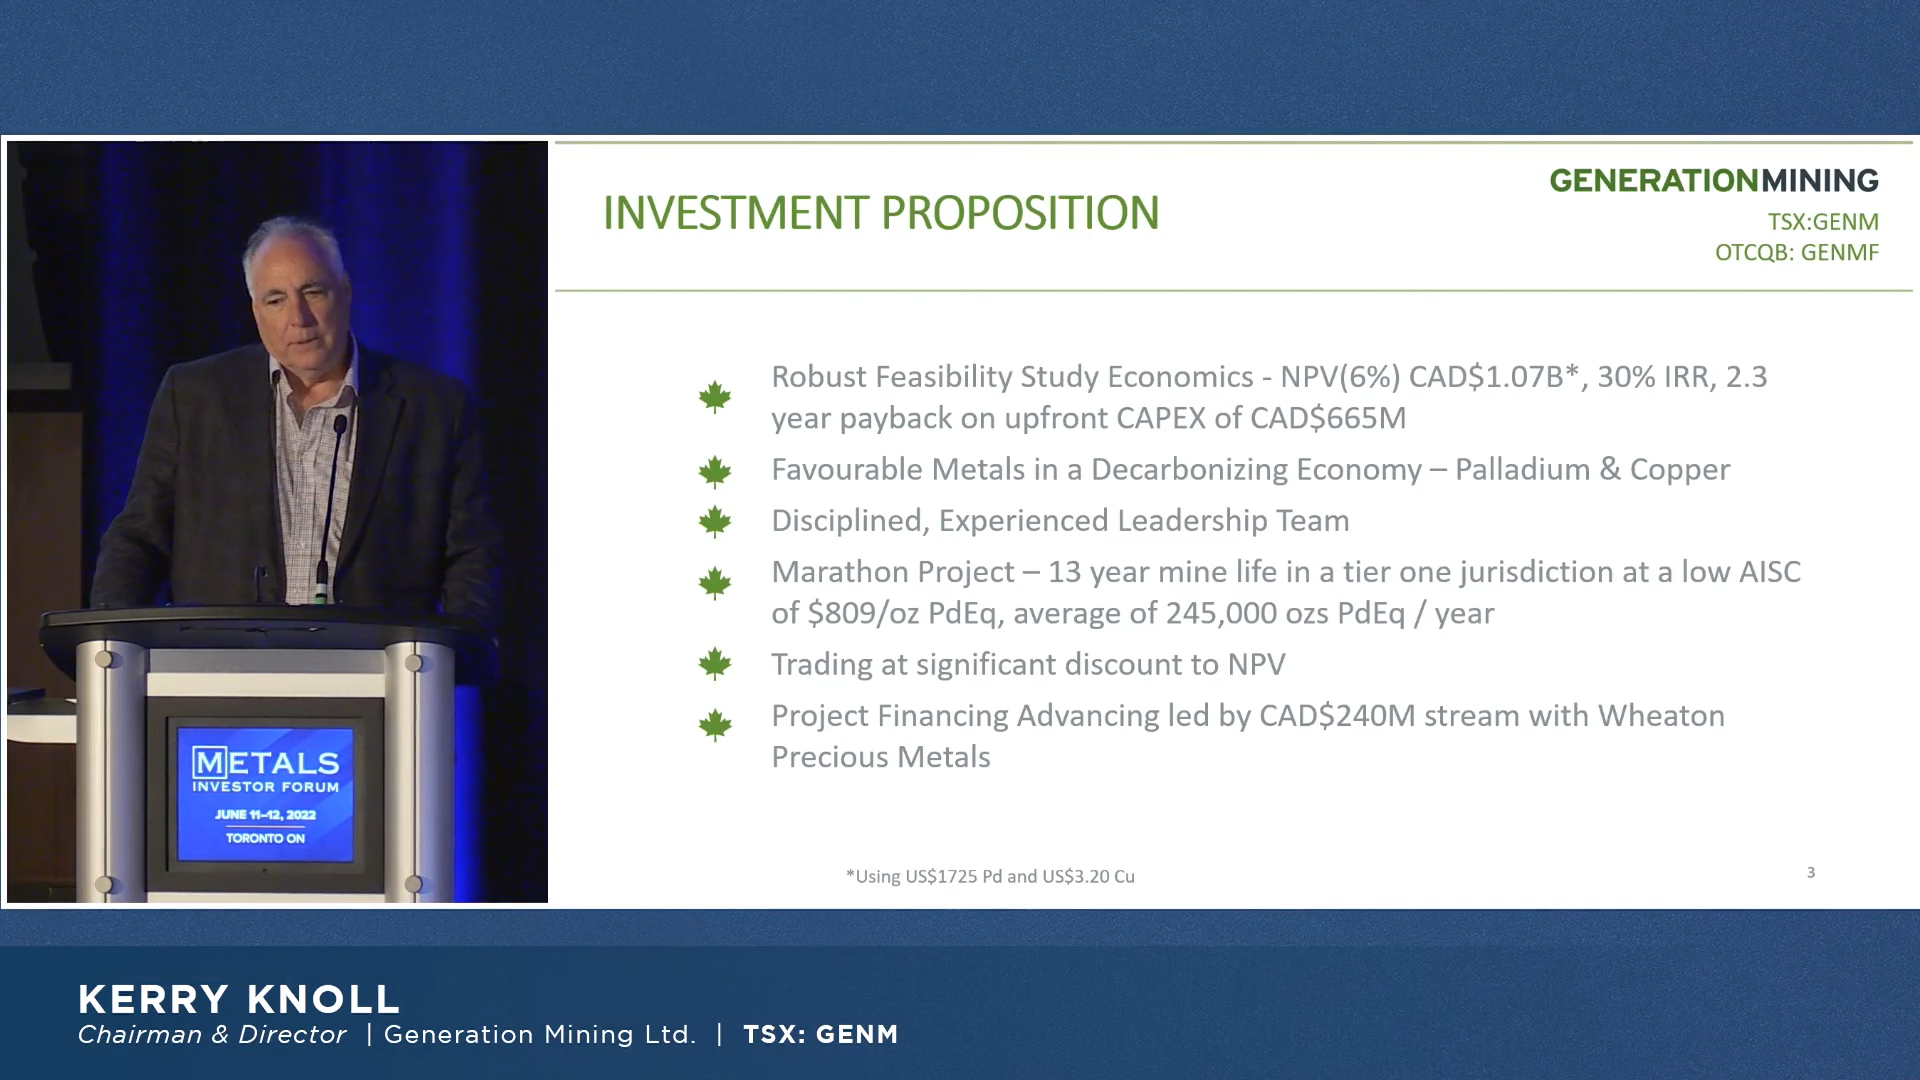 GENERATIONMINING
TSX:GENM
OTCQB: GENMF
INVESTMENT PROPOSITION
Robust Feasibility Study Economics - NPV(6%) CAD$1.07B*, 30% IRR, 2.3
year payback on upfront CAPEX of CAD$665M
Favourable Metals in a Decarbonizing Economy – Palladium & Copper
Disciplined, Experienced Leadership Team
Marathon Project – 13 year mine life in a tier one jurisdiction at a low AISC
of $809/oz PdEq, average of 245,000 ozs PdEq / year
Trading at significant discount to NPV
Project Financing Advancing led by CAD$240M stream with Wheaton
Precious Metals
*Using US$1725 Pd and US$3.20 Cu
3
METALS
INVESTOR FORUM
JUNE 11–12, 2022
TORONTO ON
KERRY KNOLL
Chairman & Director | Generation Mining Ltd. | TSX: GENM